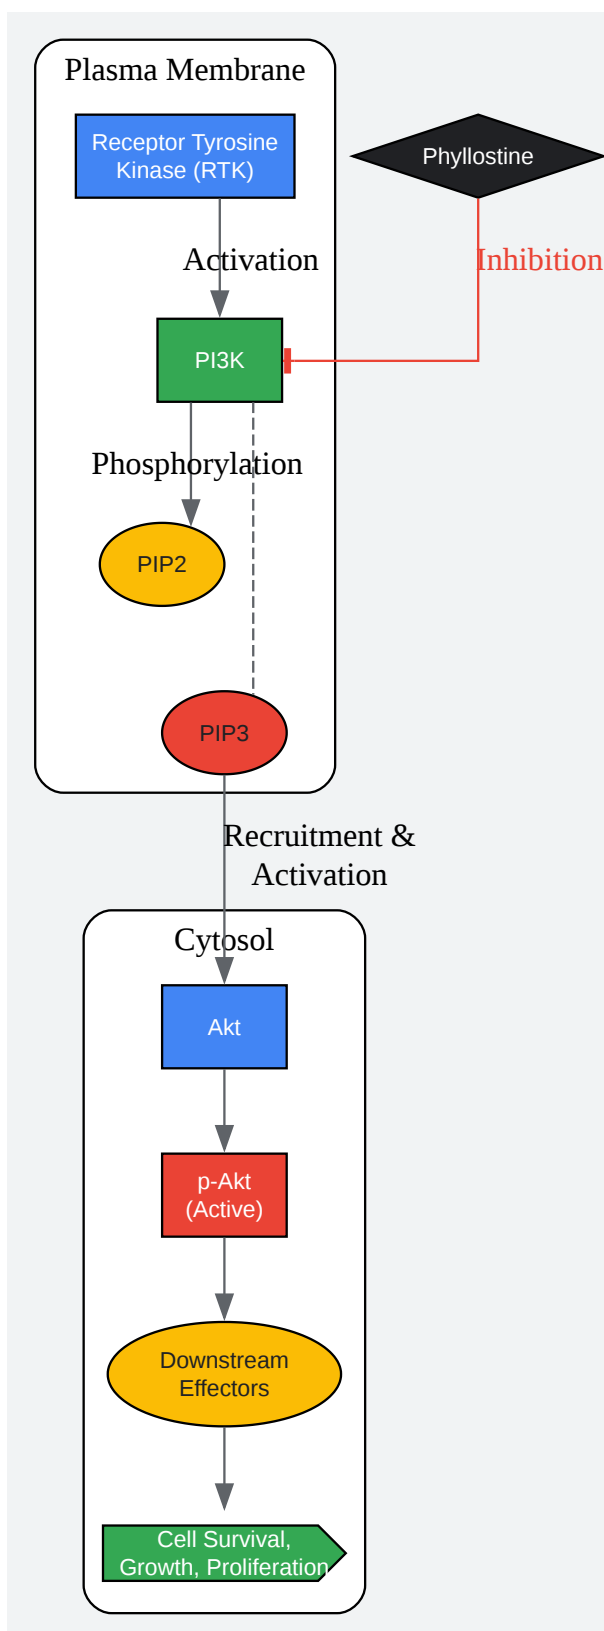 Plasma Membrane
Receptor Tyrosine
Kinase (RTK)
Phyllostine
Activation
Inhibition
PI3K
Phosphorylation
PIP2
PIP3
Recruitment &
Activation
Cytosol
Akt
p-Akt
(Active)
Downstream
Effectors
Cell Survival,
Growth, Proliferation